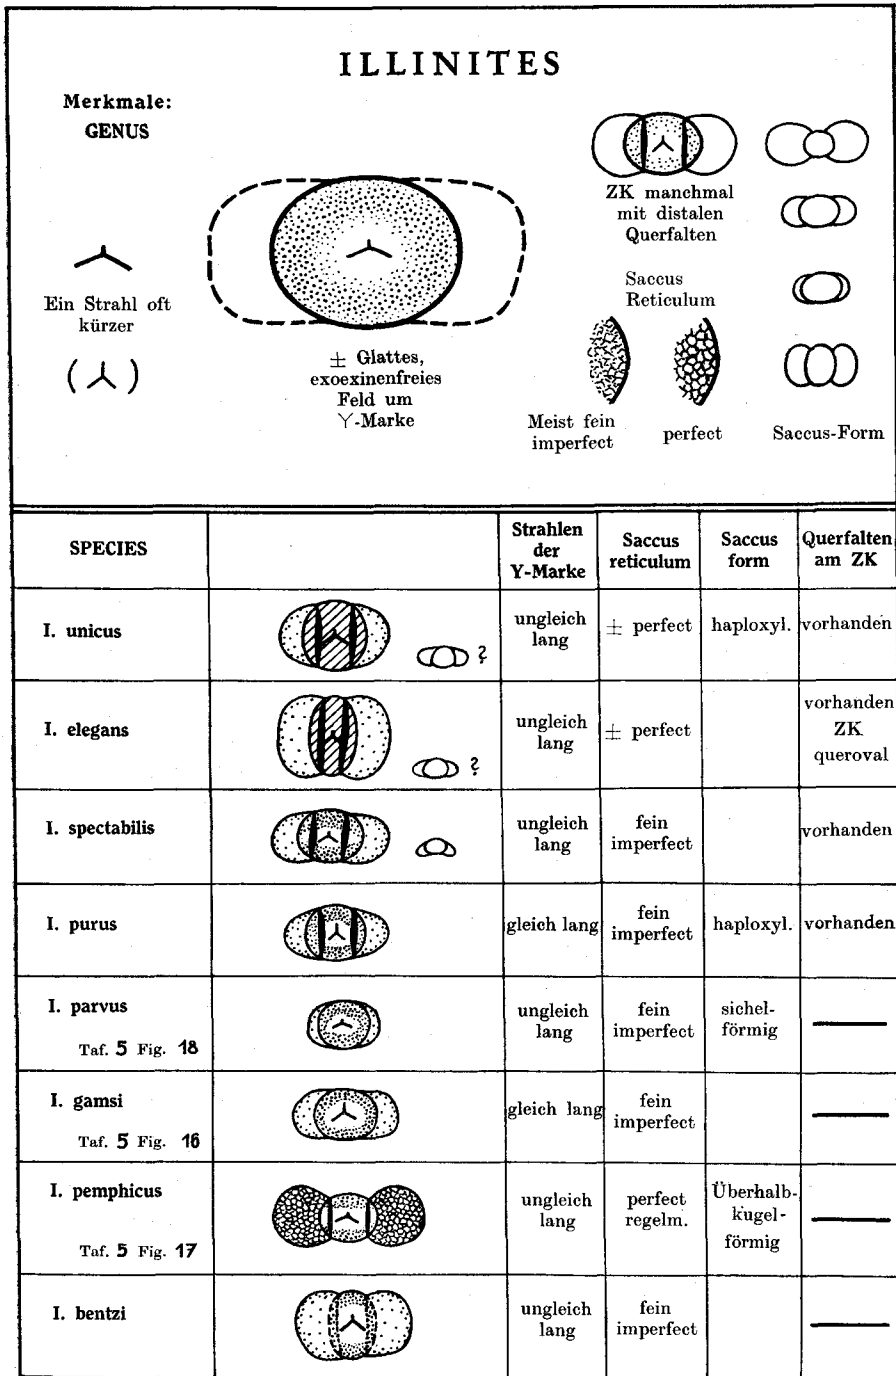 ILLINITES
Merkmale:
GENUS
Ein Strahl oft
kürzer
± Glattes,
exoexinenfreies
Feld um
Y-Marke
ZK manchmal
mit distalen
Querfalten
Saccus
Reticulum
Meist fein
imperfect
perfect
Saccus-Form
SPECIES
Strahlen
der
Y-Marke
Saccus
reticulum
Saccus
form
Querfalten
am ZK
I. unicus
?
ungleich
lang
± perfect
haploxyl.
vorhanden
I. elegans
?
ungleich
lang
± perfect
vorhanden
ZK
queroval
I. spectabilis
ungleich
lang
fein
imperfect
vorhanden
I. purus
gleich lang
fein
imperfect
haploxyl.
vorhanden
I. parvus
Taf. 5 Fig. 18
ungleich
lang
fein
imperfect
sichel-
förmig
I. gamsi
Taf. 5 Fig. 16
gleich lang
fein
imperfect
I. pemphicus
Taf. 5 Fig. 17
ungleich
lang
perfect
regelm.
Überhalb-
kugel-
förmig
I. bentzi
ungleich
lang
fein
imperfect